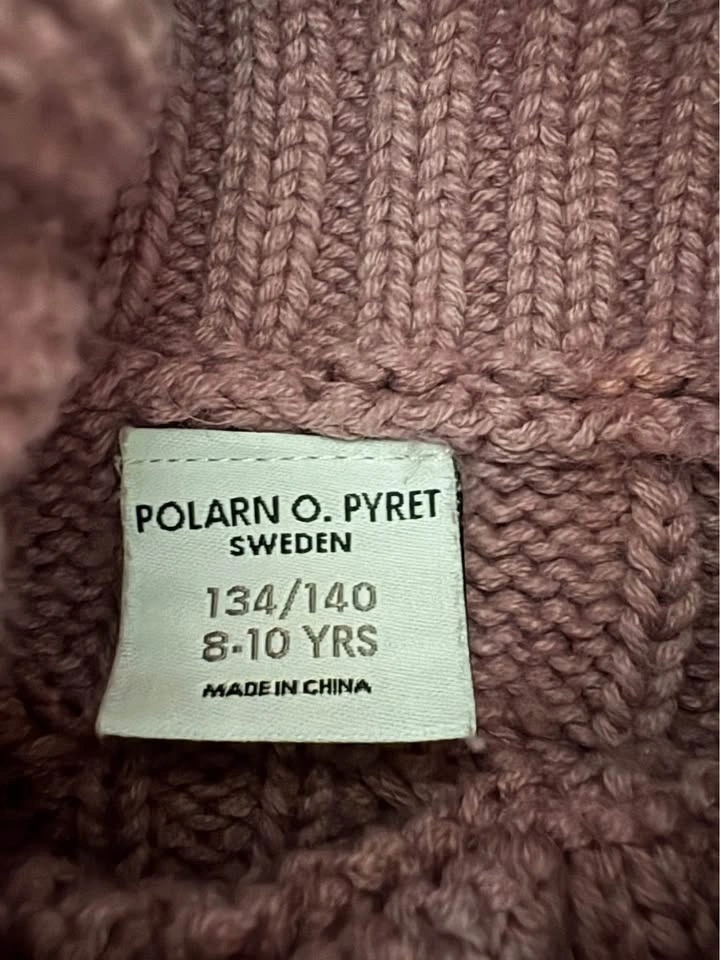 POLARN O. PYRET
SWEDEN
134/140
8-10 YRS
MADE IN CHINA